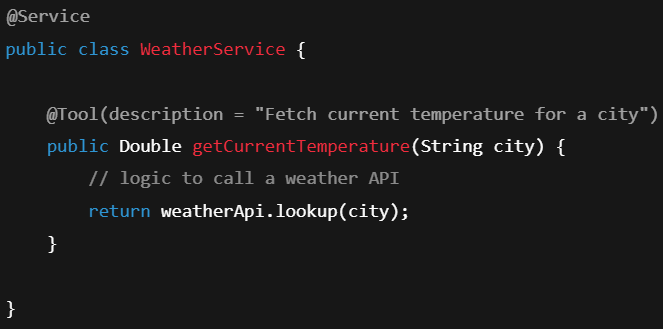 @Service
public class WeatherService {
@Tool(description = "Fetch current temperature for a city")
public Double getCurrentTemperature(String city) {
// logic to call a weather API
return weatherApi.lookup(city);
}
}